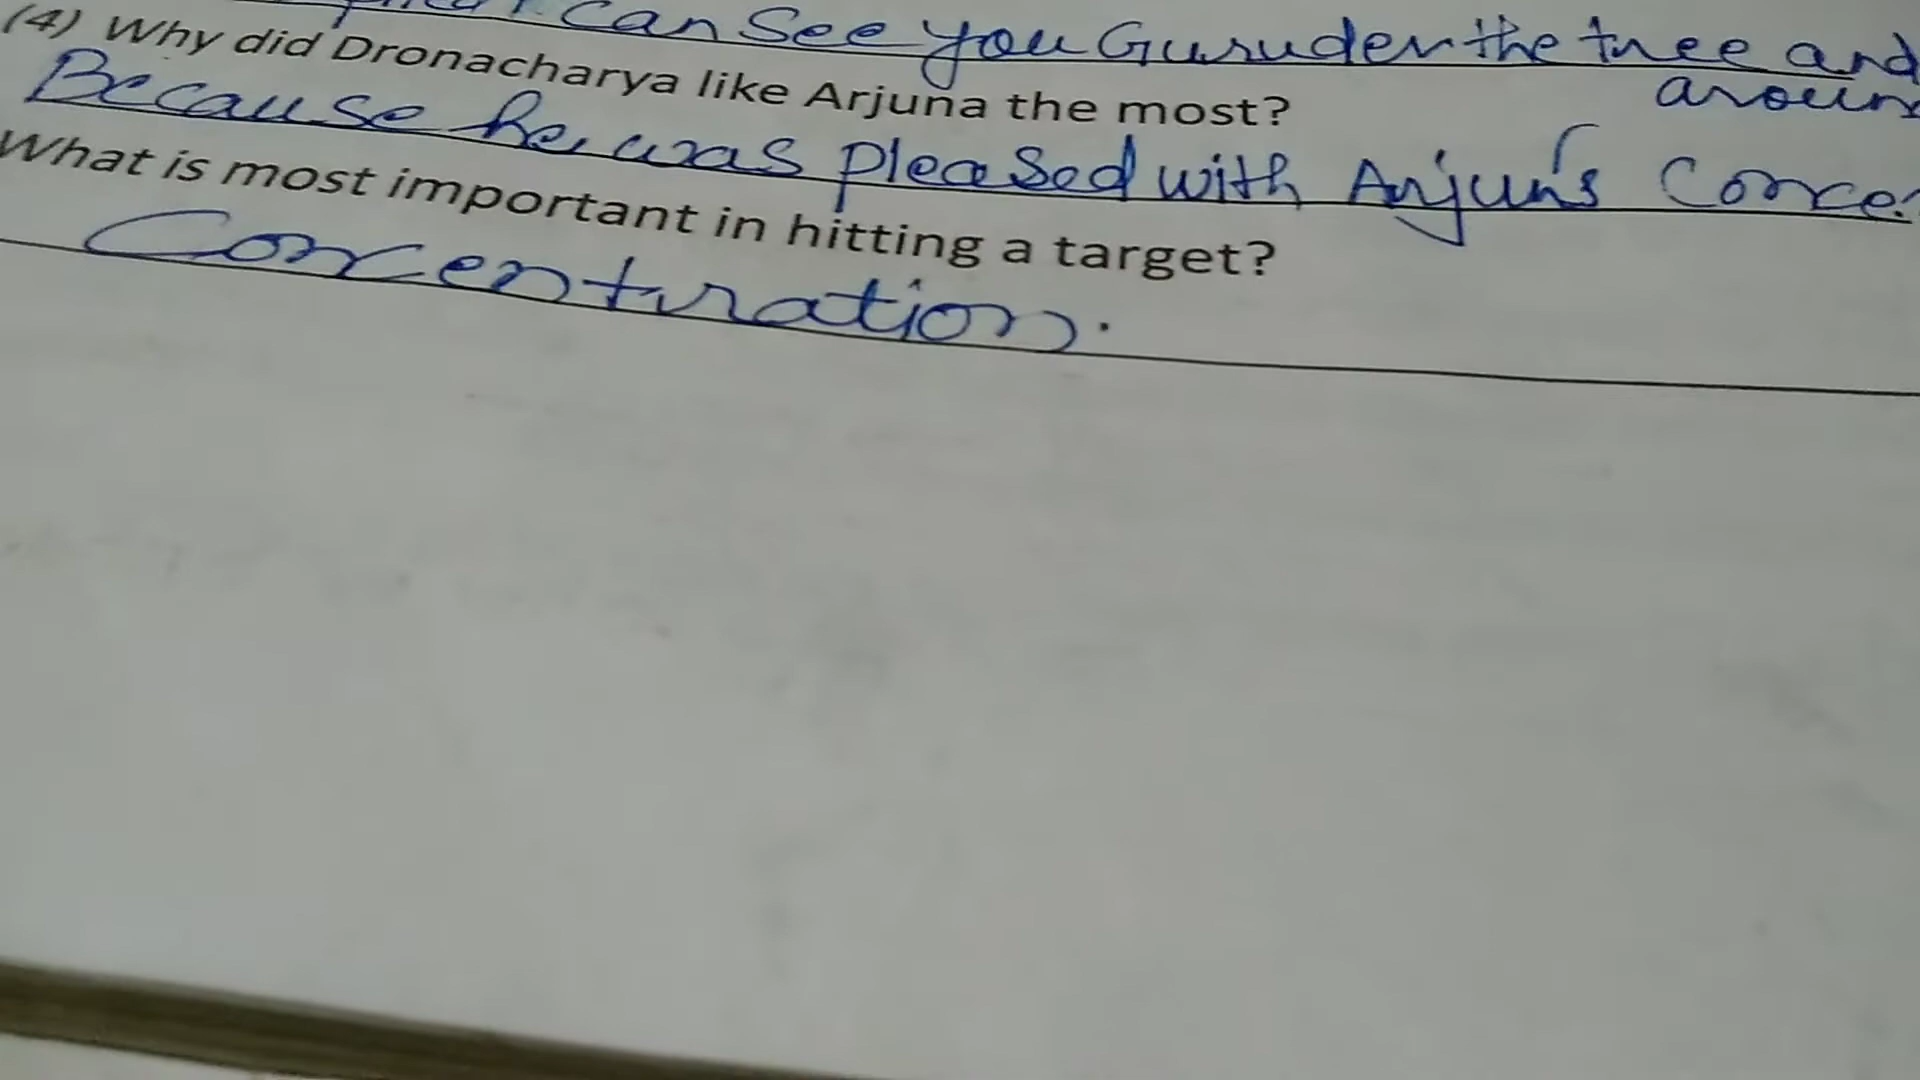 can see you Gurudev the tree and
around
(4) Why did Dronacharya like Arjuna the most?
Because he was pleased with Arjun's Conce
What is most important in hitting a target?
Concentration.